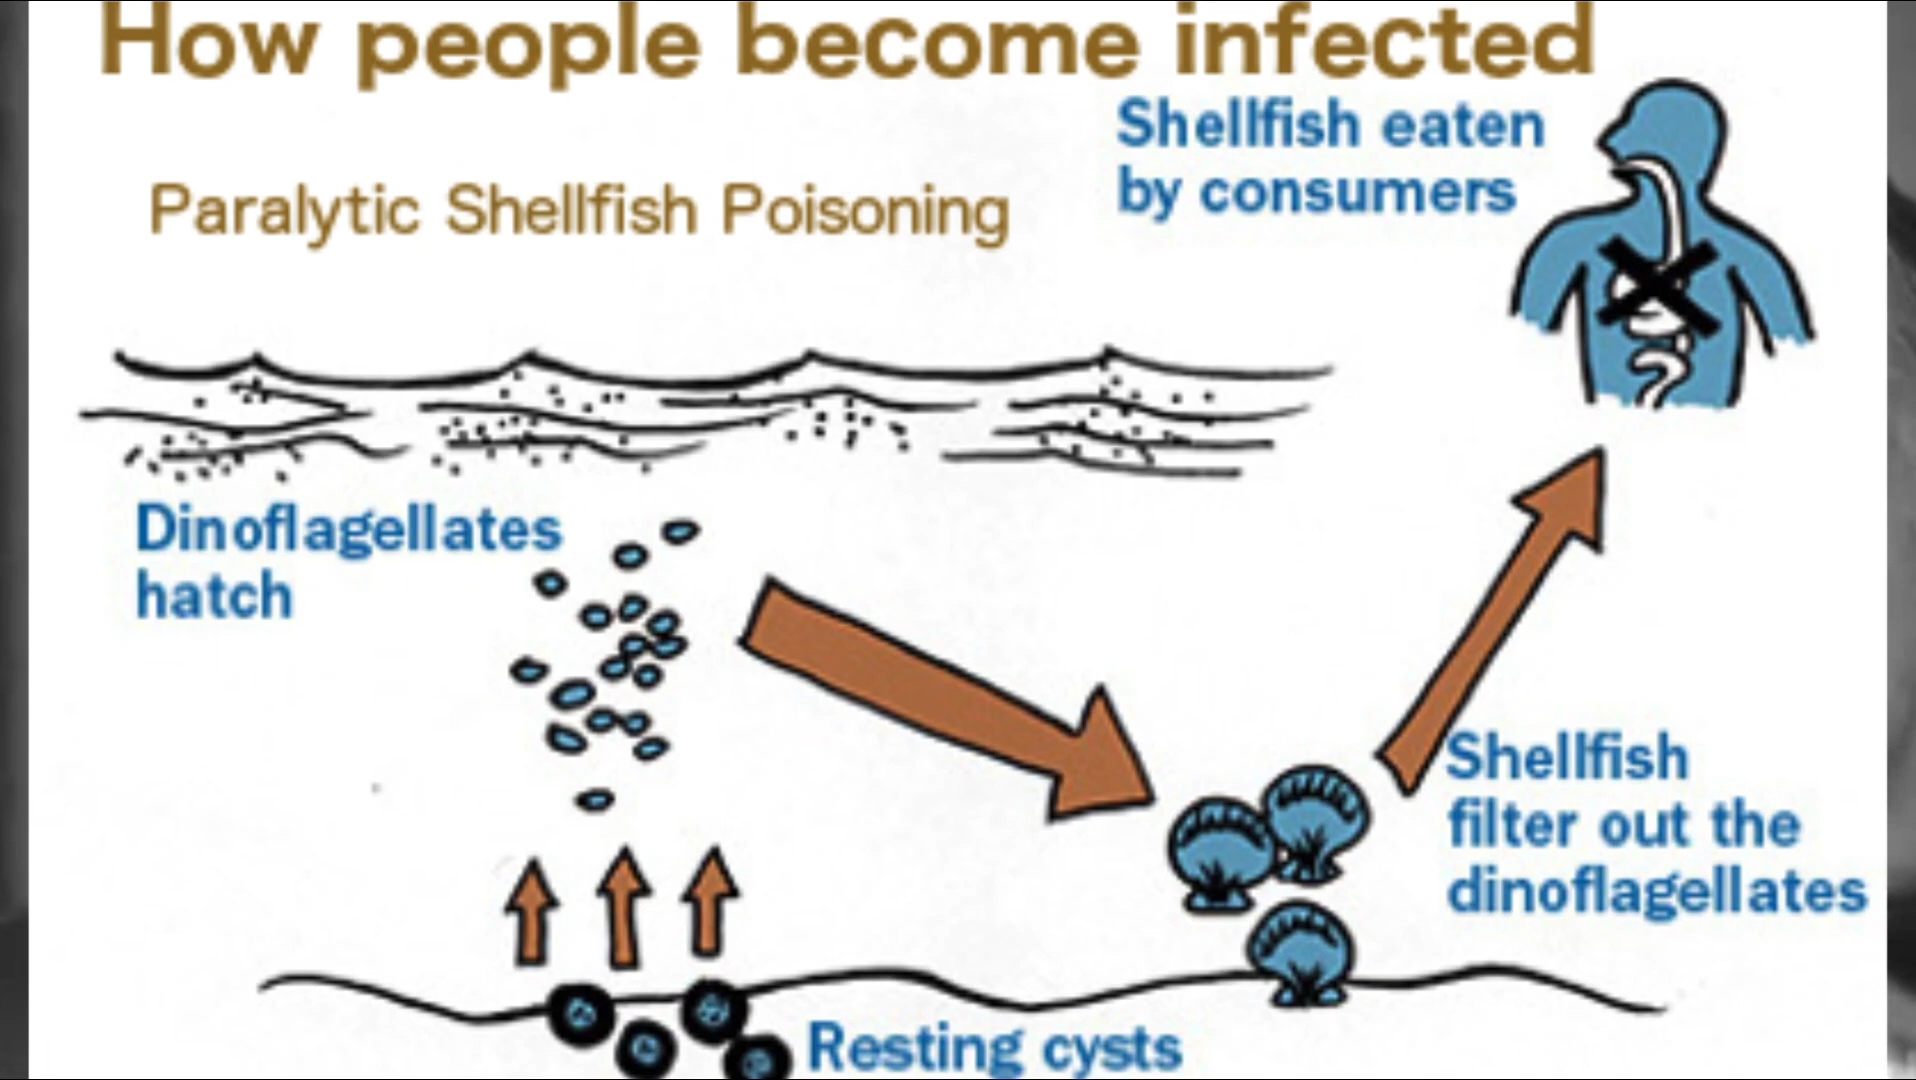 How people become infected
Shellfish eaten
by consumers
Paralytic Shellfish Poisoning
Dinoflagellates
hatch
Shellfish
filter out the
dinoflagellates
Resting cysts